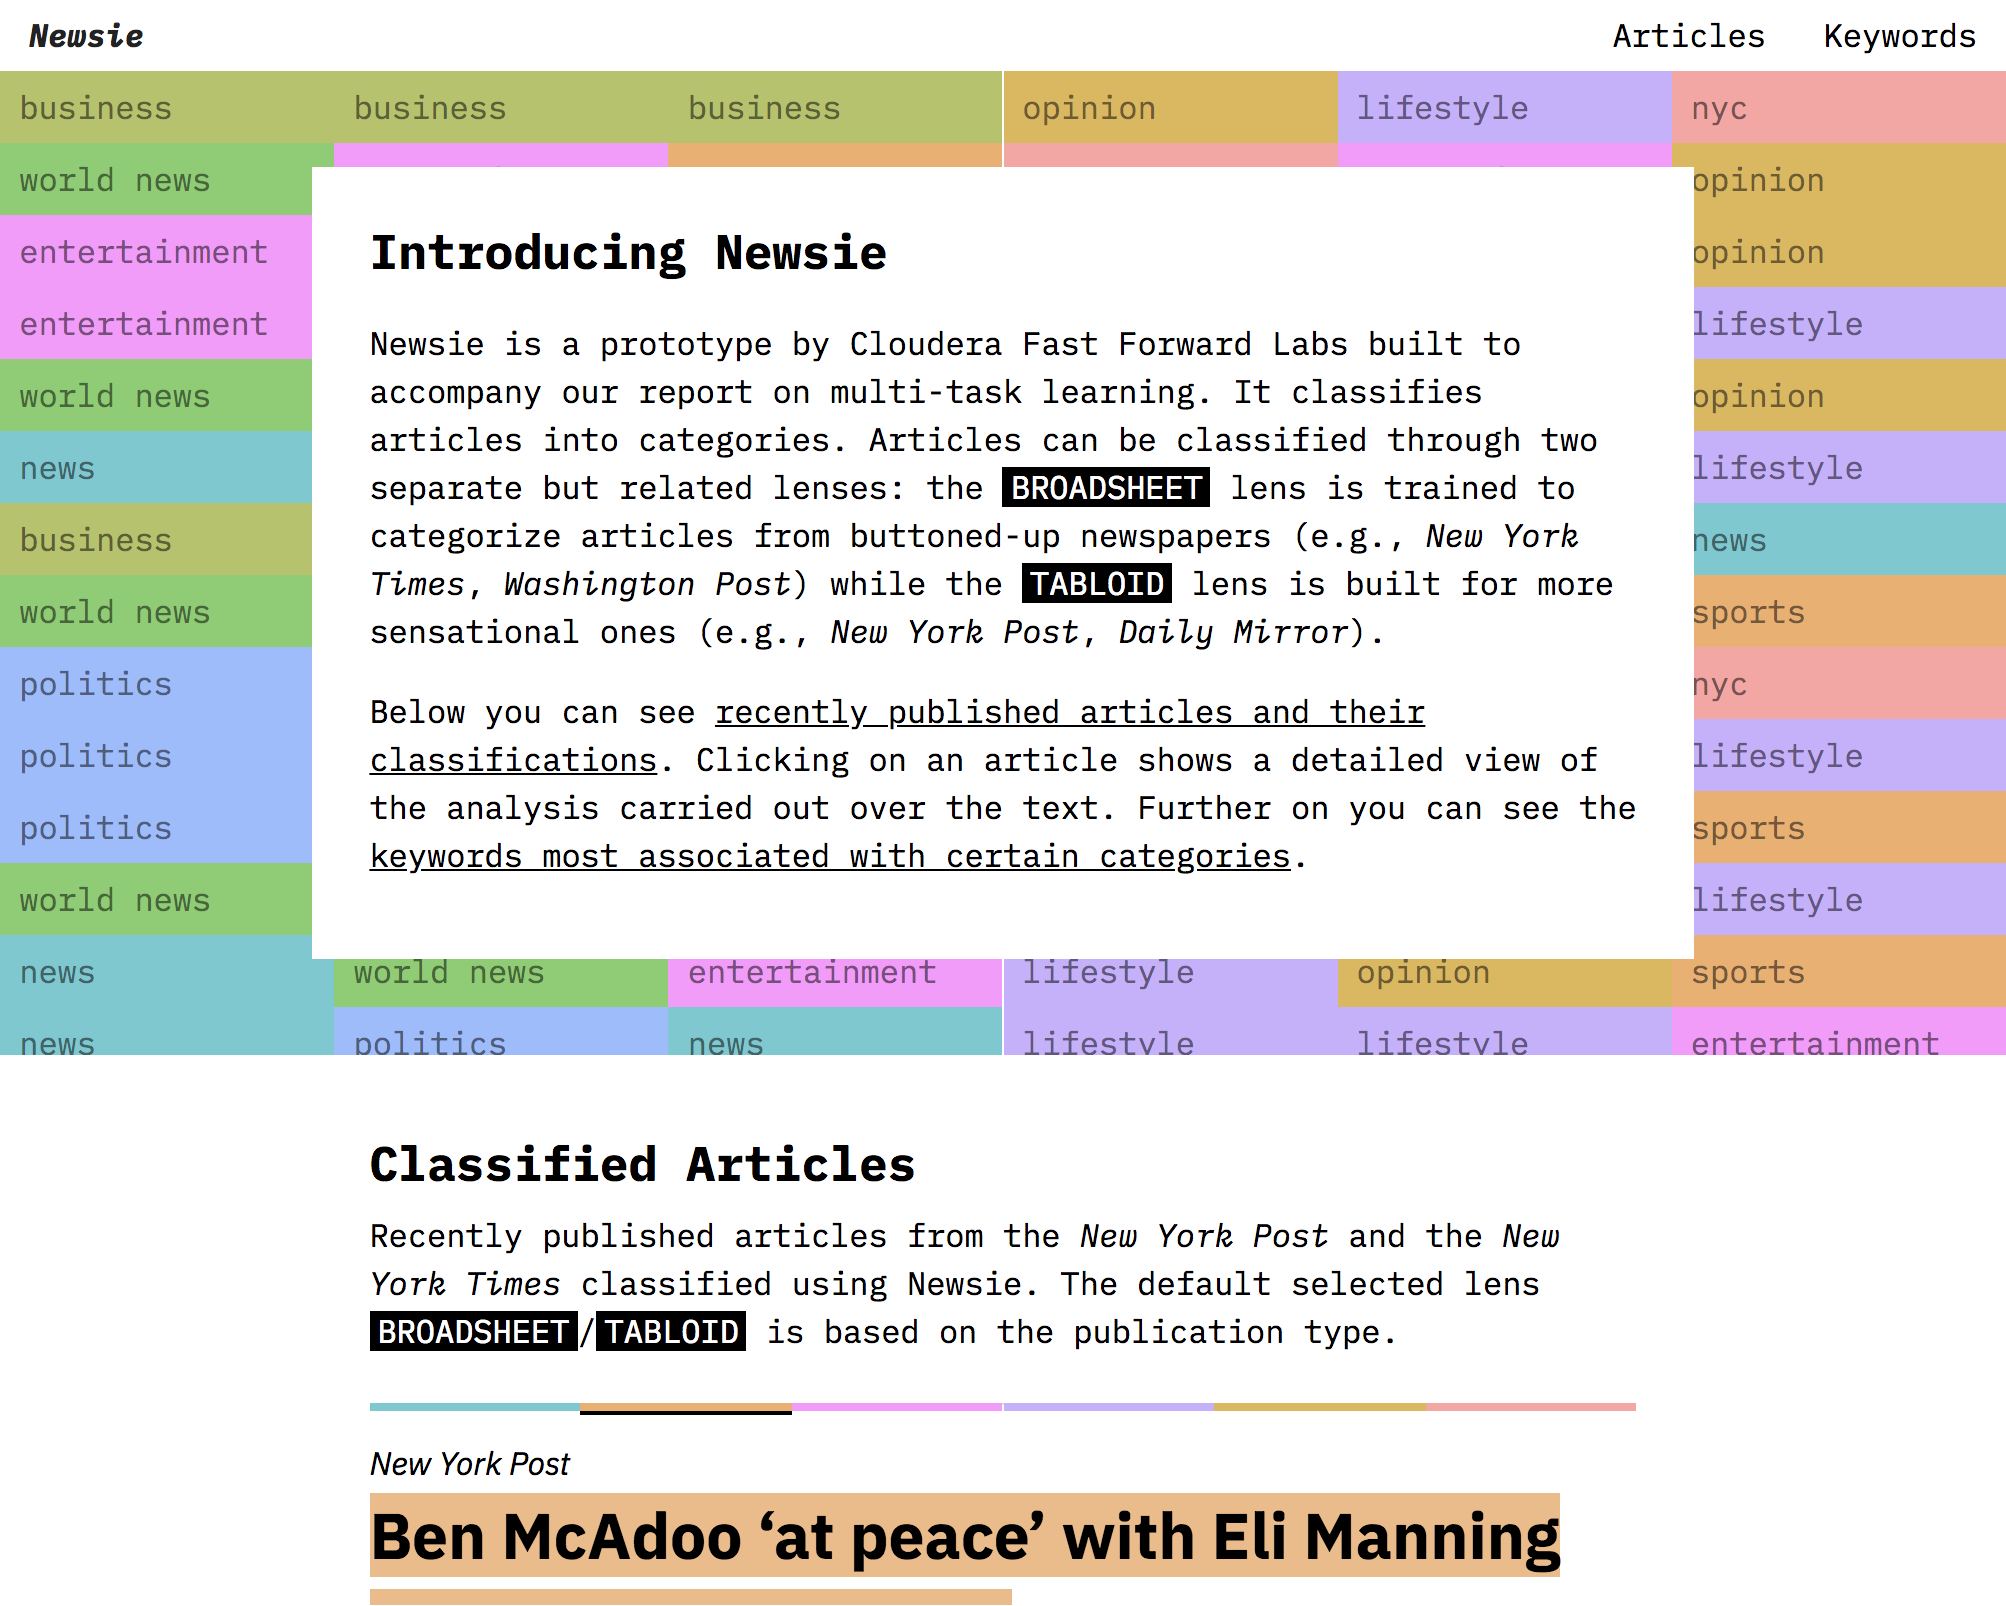 Newsie
Articles Keywords
business business business opinion lifestyle nyc
world news opinion
entertainment opinion
entertainment lifestyle
world news opinion
news lifestyle
business news
world news sports
politics nyc
politics lifestyle
politics sports
world news lifestyle
news world news entertainment lifestyle opinion sports
news politics news lifestyle lifestyle entertainment
Introducing Newsie
Newsie is a prototype by Cloudera Fast Forward Labs built to
accompany our report on multi-task learning. It classifies
articles into categories. Articles can be classified through two
separate but related lenses: the BROADSHEET lens is trained to
categorize articles from buttoned-up newspapers (e.g., New York
Times, Washington Post) while the TABLOID lens is built for more
sensational ones (e.g., New York Post, Daily Mirror).
Below you can see recently published articles and their
classifications. Clicking on an article shows a detailed view of
the analysis carried out over the text. Further on you can see the
keywords most associated with certain categories.
Classified Articles
Recently published articles from the New York Post and the New
York Times classified using Newsie. The default selected lens
BROADSHEET/TABLOID is based on the publication type.
New York Post
Ben McAdoo ‘at peace’ with Eli Manning